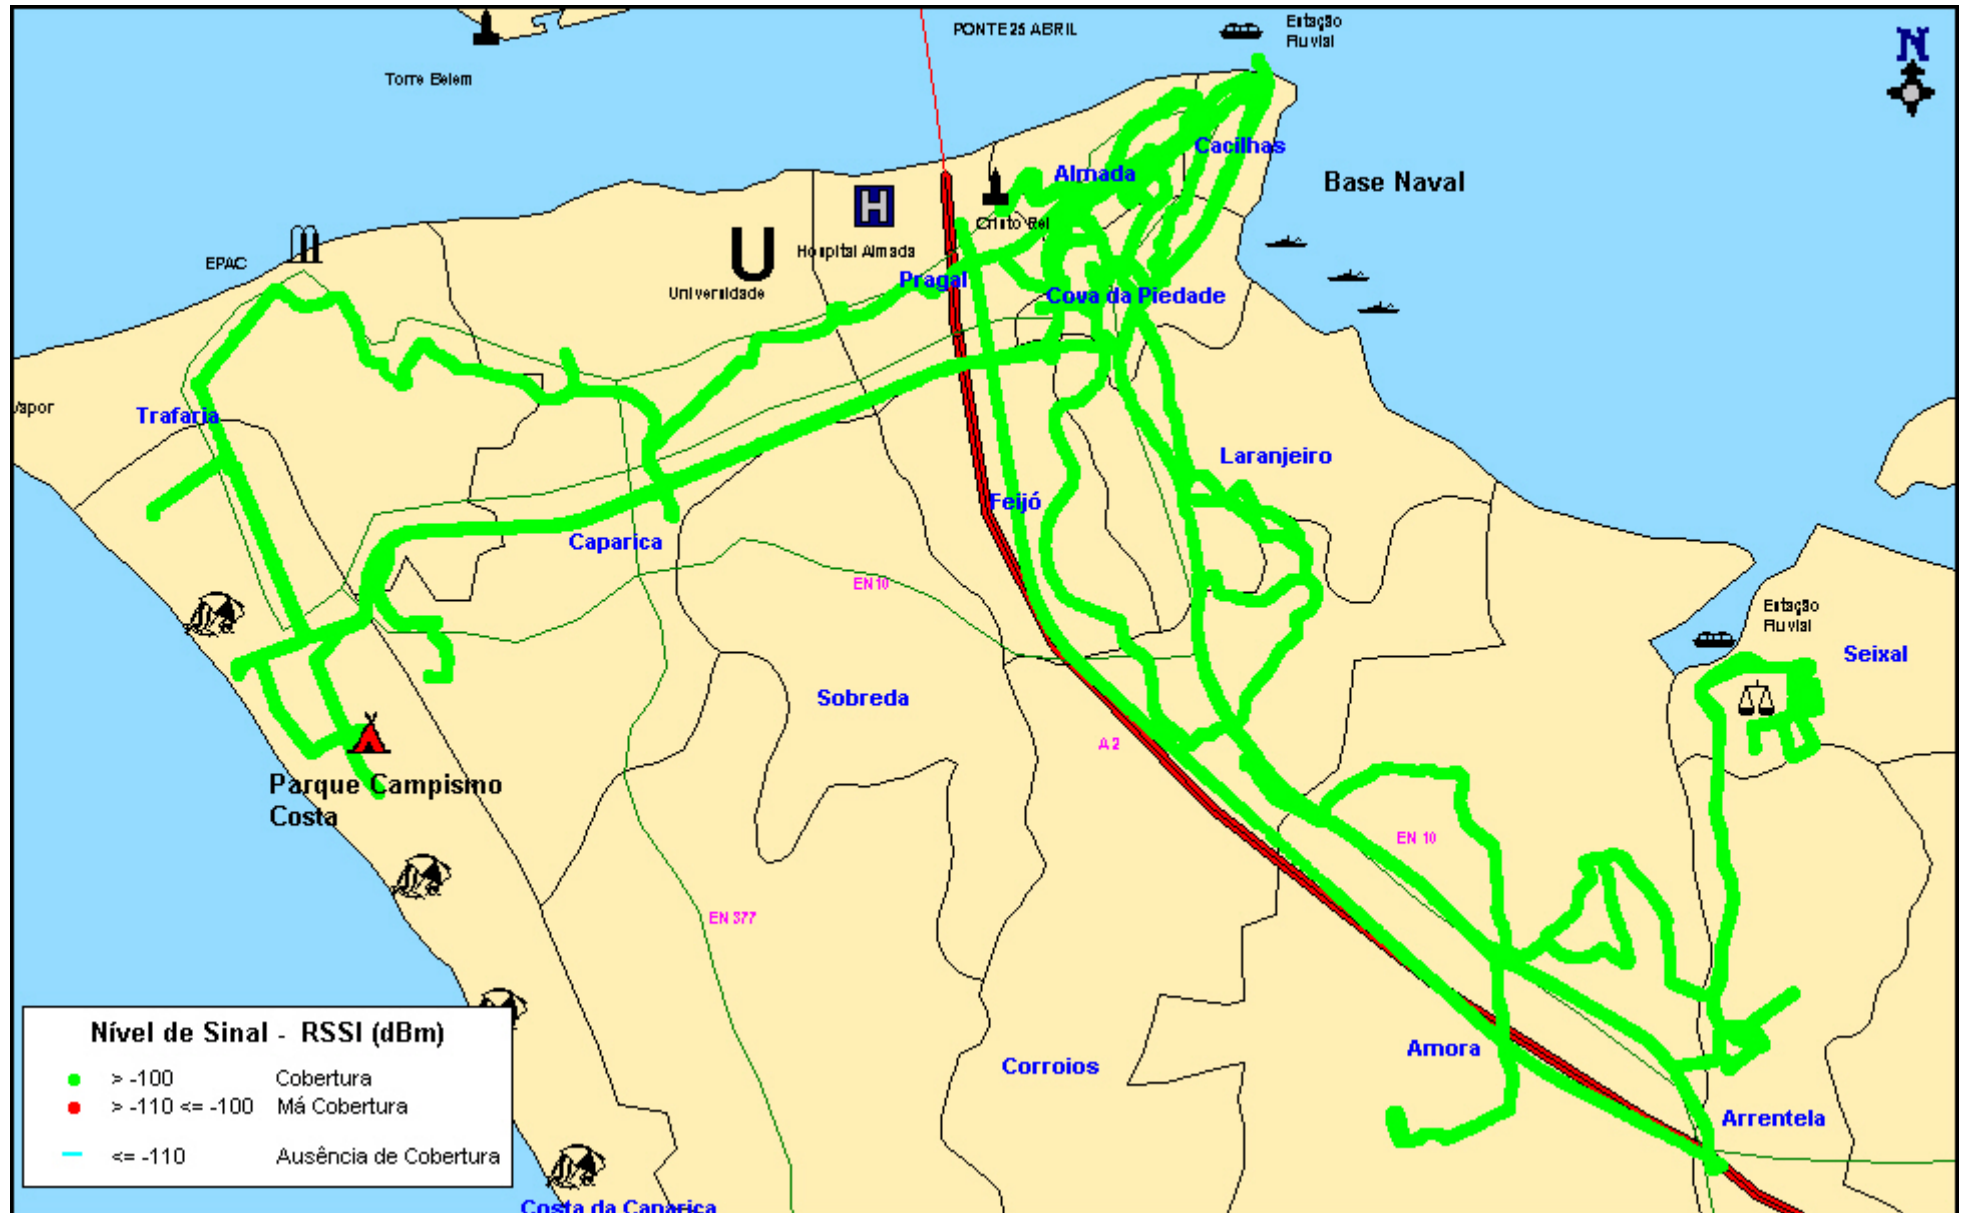 PONTE 25 ABRIL
Estação
Fluvial
N
Torre Belem
Cacilhas
Almada
Base Naval
H
Cristo Rei
U
Hospital Almada
EPAC
Pragal
Universidade
Cova da Piedade
Vapor
Trafaria
Laranjeiro
Feijó
Caparica
EN 10
Estação
Fluvial
Seixal
Sobreda
A 2
Parque Campismo
Costa
EN 10
EN 377
Nível de Sinal - RSSI (dBm)
> -100 Cobertura
> -110 <= -100 Má Cobertura
<= -110 Ausência de Cobertura
Amora
Corroios
Arrentela
Costa da Caparica